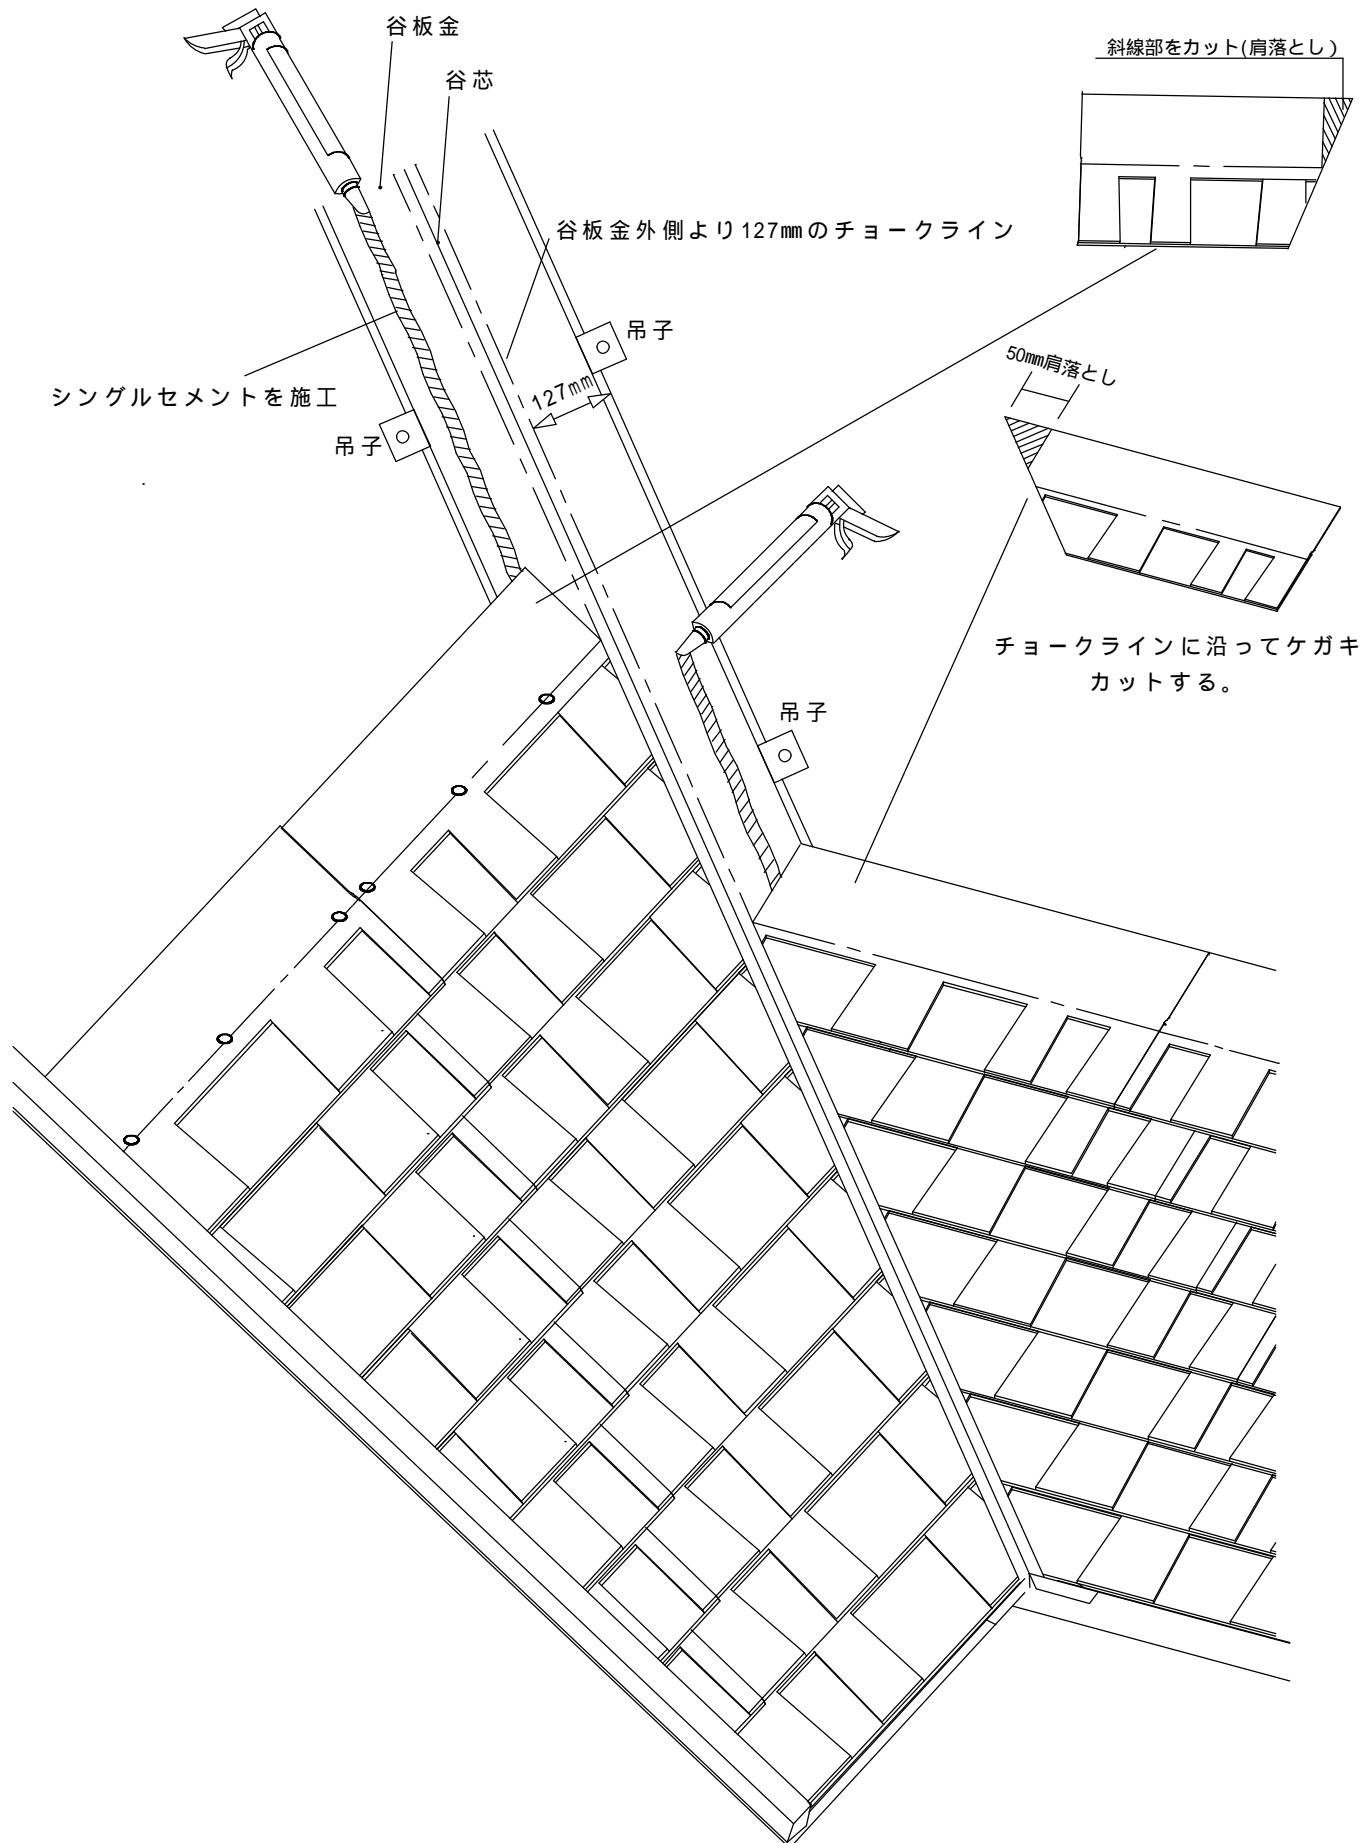 谷板金
斜線部をカット(肩落とし)
谷芯
谷板金外側より127㎜のチョークライン
吊子
50㎜肩落とし
シングルセメントを施工
127㎜
吊子
チョークラインに沿ってケガキ
カットする。
吊子